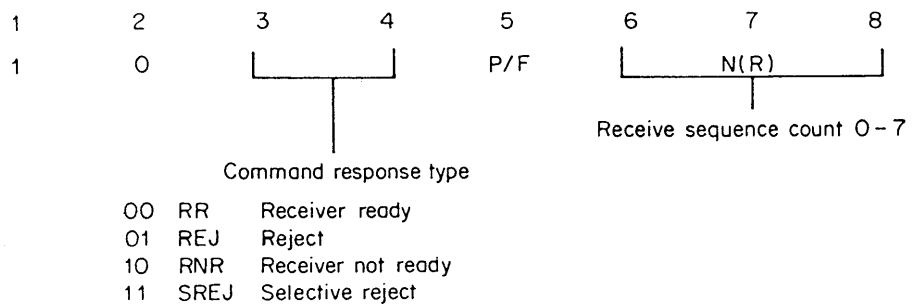 1 2 3 4 5 6 7 8
1 0 P/F N(R)
Receive sequence count 0-7
Command response type
00 RR Receiver ready
01 REJ Reject
10 RNR Receiver not ready
11 SREJ Selective reject